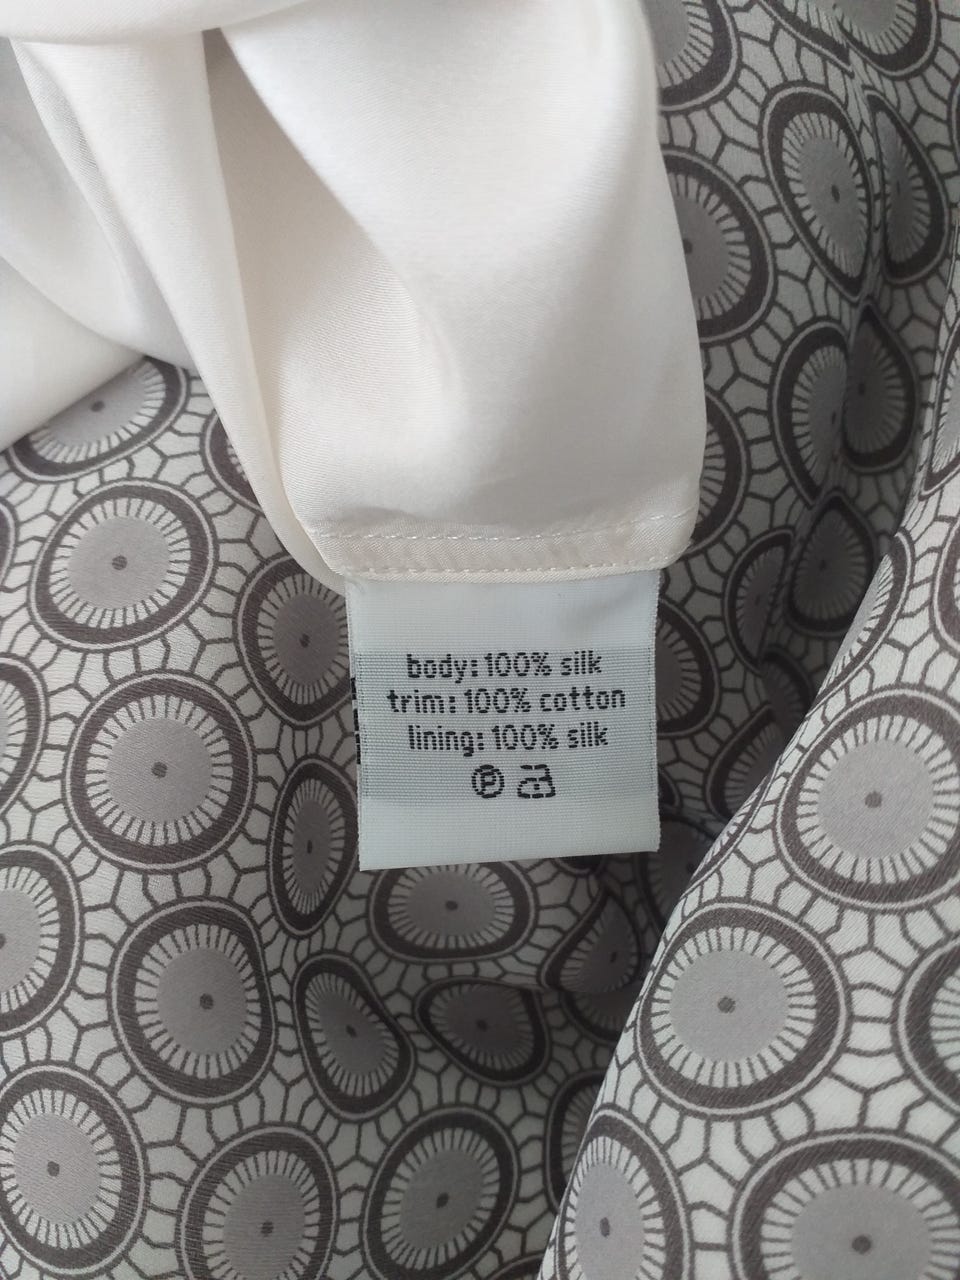 body: 100% silk
trim: 100% cotton
lining: 100% silk
P